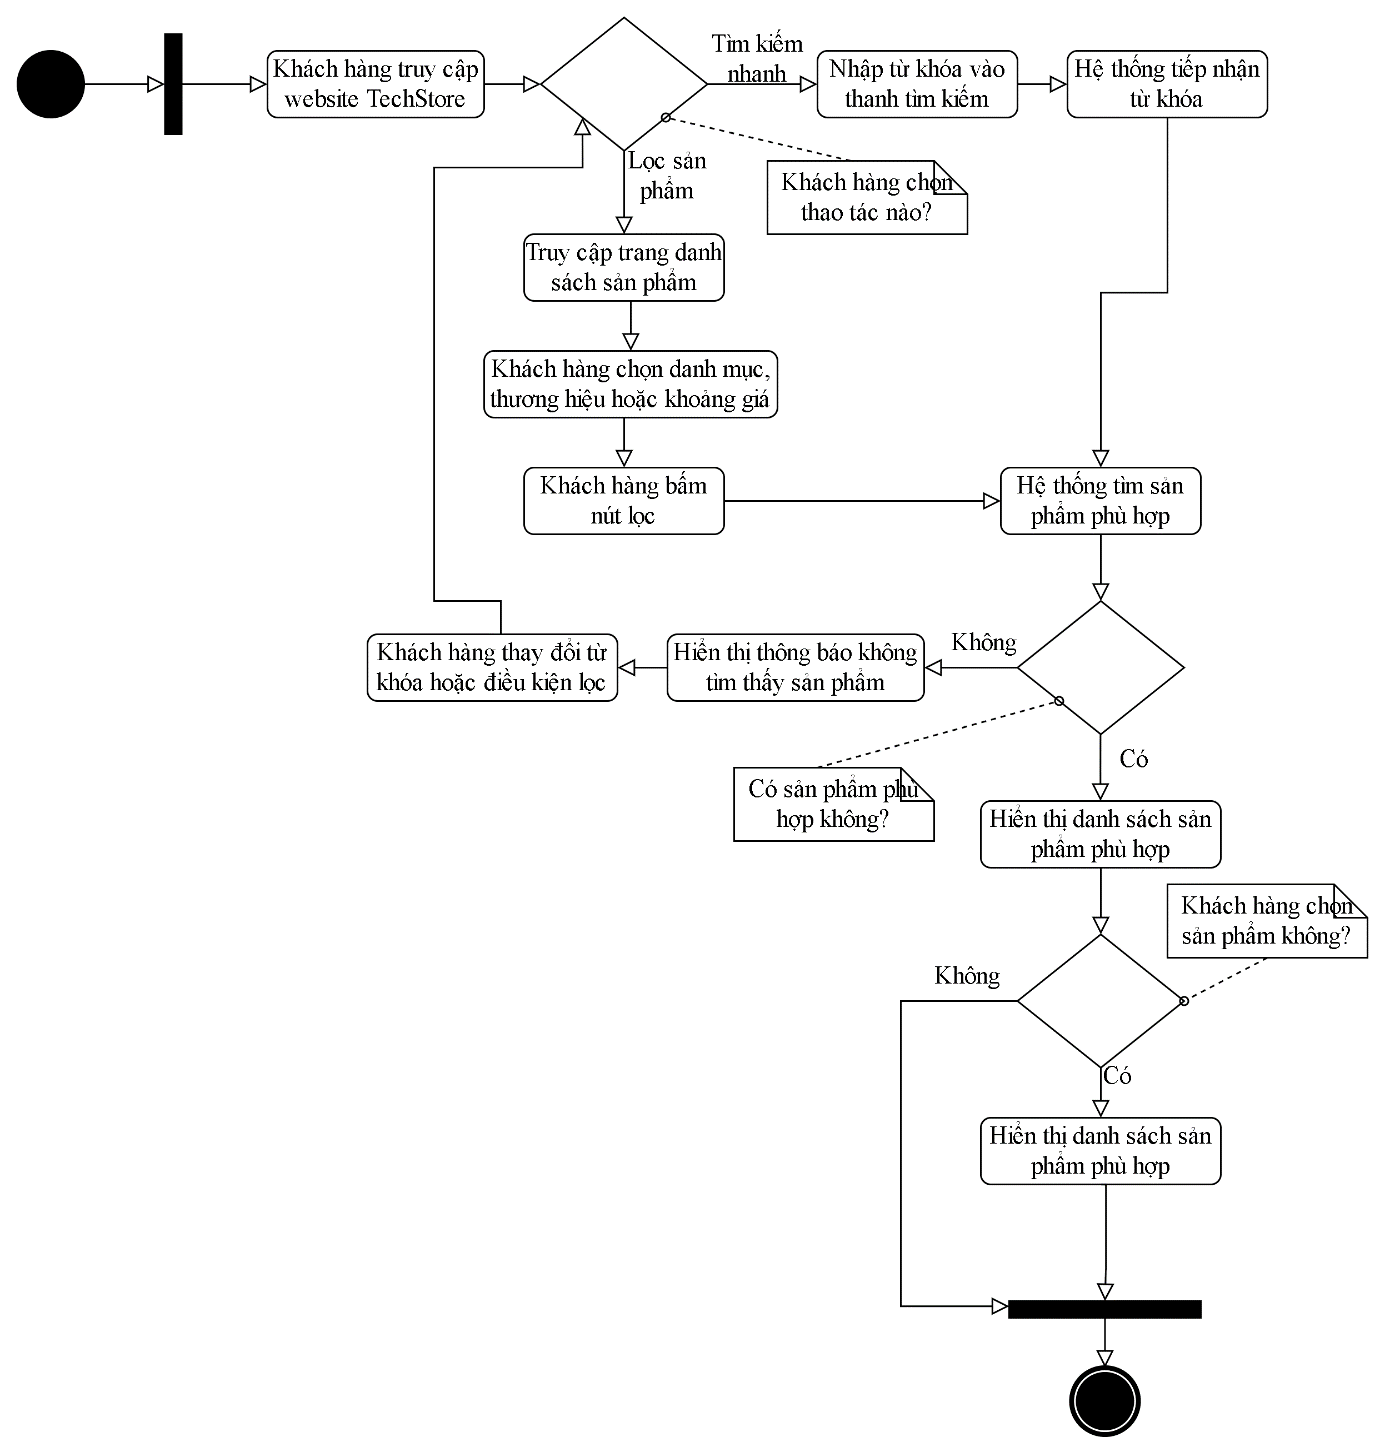 Khách hàng truy cập
website TechStore
Tìm kiếm
nhanh
Nhập từ khóa vào
thanh tìm kiếm
Hệ thống tiếp nhận
từ khóa
Lọc sản
phẩm
Khách hàng chọn
thao tác nào?
Truy cập trang danh
sách sản phẩm
Khách hàng chọn danh mục,
thương hiệu hoặc khoảng giá
Khách hàng bấm
nút lọc
Hệ thống tìm sản
phẩm phù hợp
Không
Hiển thị thông báo không
tìm thấy sản phẩm
Khách hàng thay đổi từ
khóa hoặc điều kiện lọc
Có sản phẩm phù
hợp không?
Có
Hiển thị danh sách sản
phẩm phù hợp
Khách hàng chọn
sản phẩm không?
Không
Có
Hiển thị danh sách sản
phẩm phù hợp